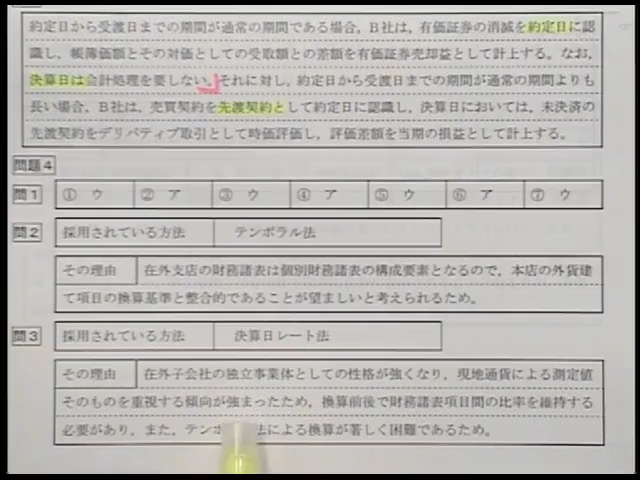 約定日から受渡日までの期間が通常の期間である場合，B社は，有価証券の消滅を約定日に認
識し，帳簿価額とその対価としての受取額との差額を有価証券売却益として計上する。なお，
決算日は会計処理を要しない。それに対し，約定日から受渡日までの期間が通常の期間よりも
長い場合，B社は，売買契約を先渡契約として約定日に認識し，決算日においては，未決済の
先渡契約をデリバティブ取引として時価評価し，評価差額を当期の損益として計上する。
問題4
問1 ① ウ ② ア ③ ウ ④ ア ⑤ ウ ⑥ ア ⑦ ウ
問2 採用されている方法 テンポラル法
その理由 在外支店の財務諸表は個別財務諸表の構成要素となるので，本店の外貨建
て項目の換算基準と整合的であることが望ましいと考えられるため。
問3 採用されている方法 決算日レート法
その理由 在外子会社の独立事業体としての性格が強くなり，現地通貨による測定値
そのものを重視する傾向が強まったため，換算前後で財務諸表項目間の比率を維持する
必要があり，また，テンポ 法による換算が著しく困難であるため。